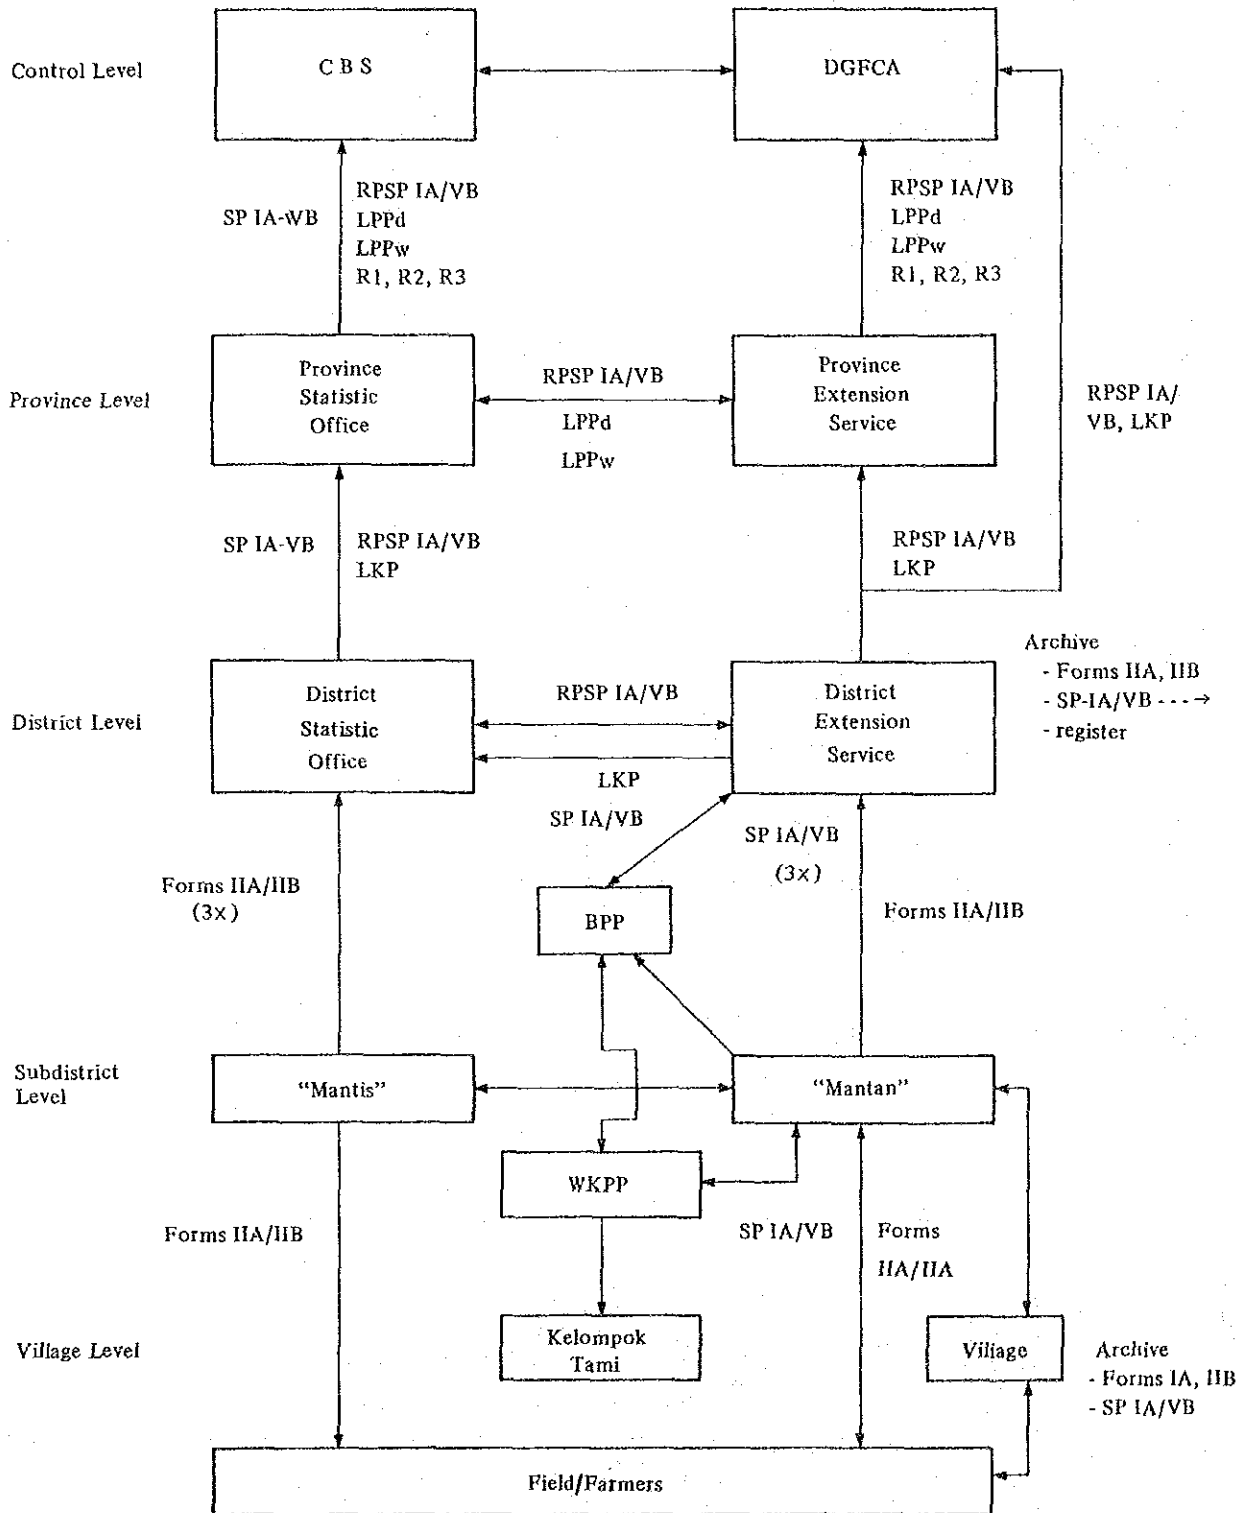 Control Level
C B S
DGFCA
SP IA-WB
RPSP IA/VB
LPPd
LPPw
R1, R2, R3
RPSP IA/VB
LPPd
LPPw
R1, R2, R3
Province Level
Province
Statistic
Office
RPSP IA/VB
LPPd
LPPw
Province
Extension
Service
RPSP IA/
VB, LKP
SP IA-VB
RPSP IA/VB
LKP
RPSP IA/VB
LKP
District Level
District
Statistic
Office
RPSP IA/VB
LKP
District
Extension
Service
Archive
- Forms IIA, IIB
- SP-IA/VB - - - →
- register
SP IA/VB
SP IA/VB
(3x)
Forms IIA/IIB
(3x)
BPP
Forms IIA/IIB
Subdistrict
Level
"Mantis"
"Mantan"
WKPP
Forms IIA/IIB
SP IA/VB
Forms
IIA/IIA
Village Level
Kelompok
Tami
Viliage
Archive
- Forms IA, IIB
- SP IA/VB
Field/Farmers